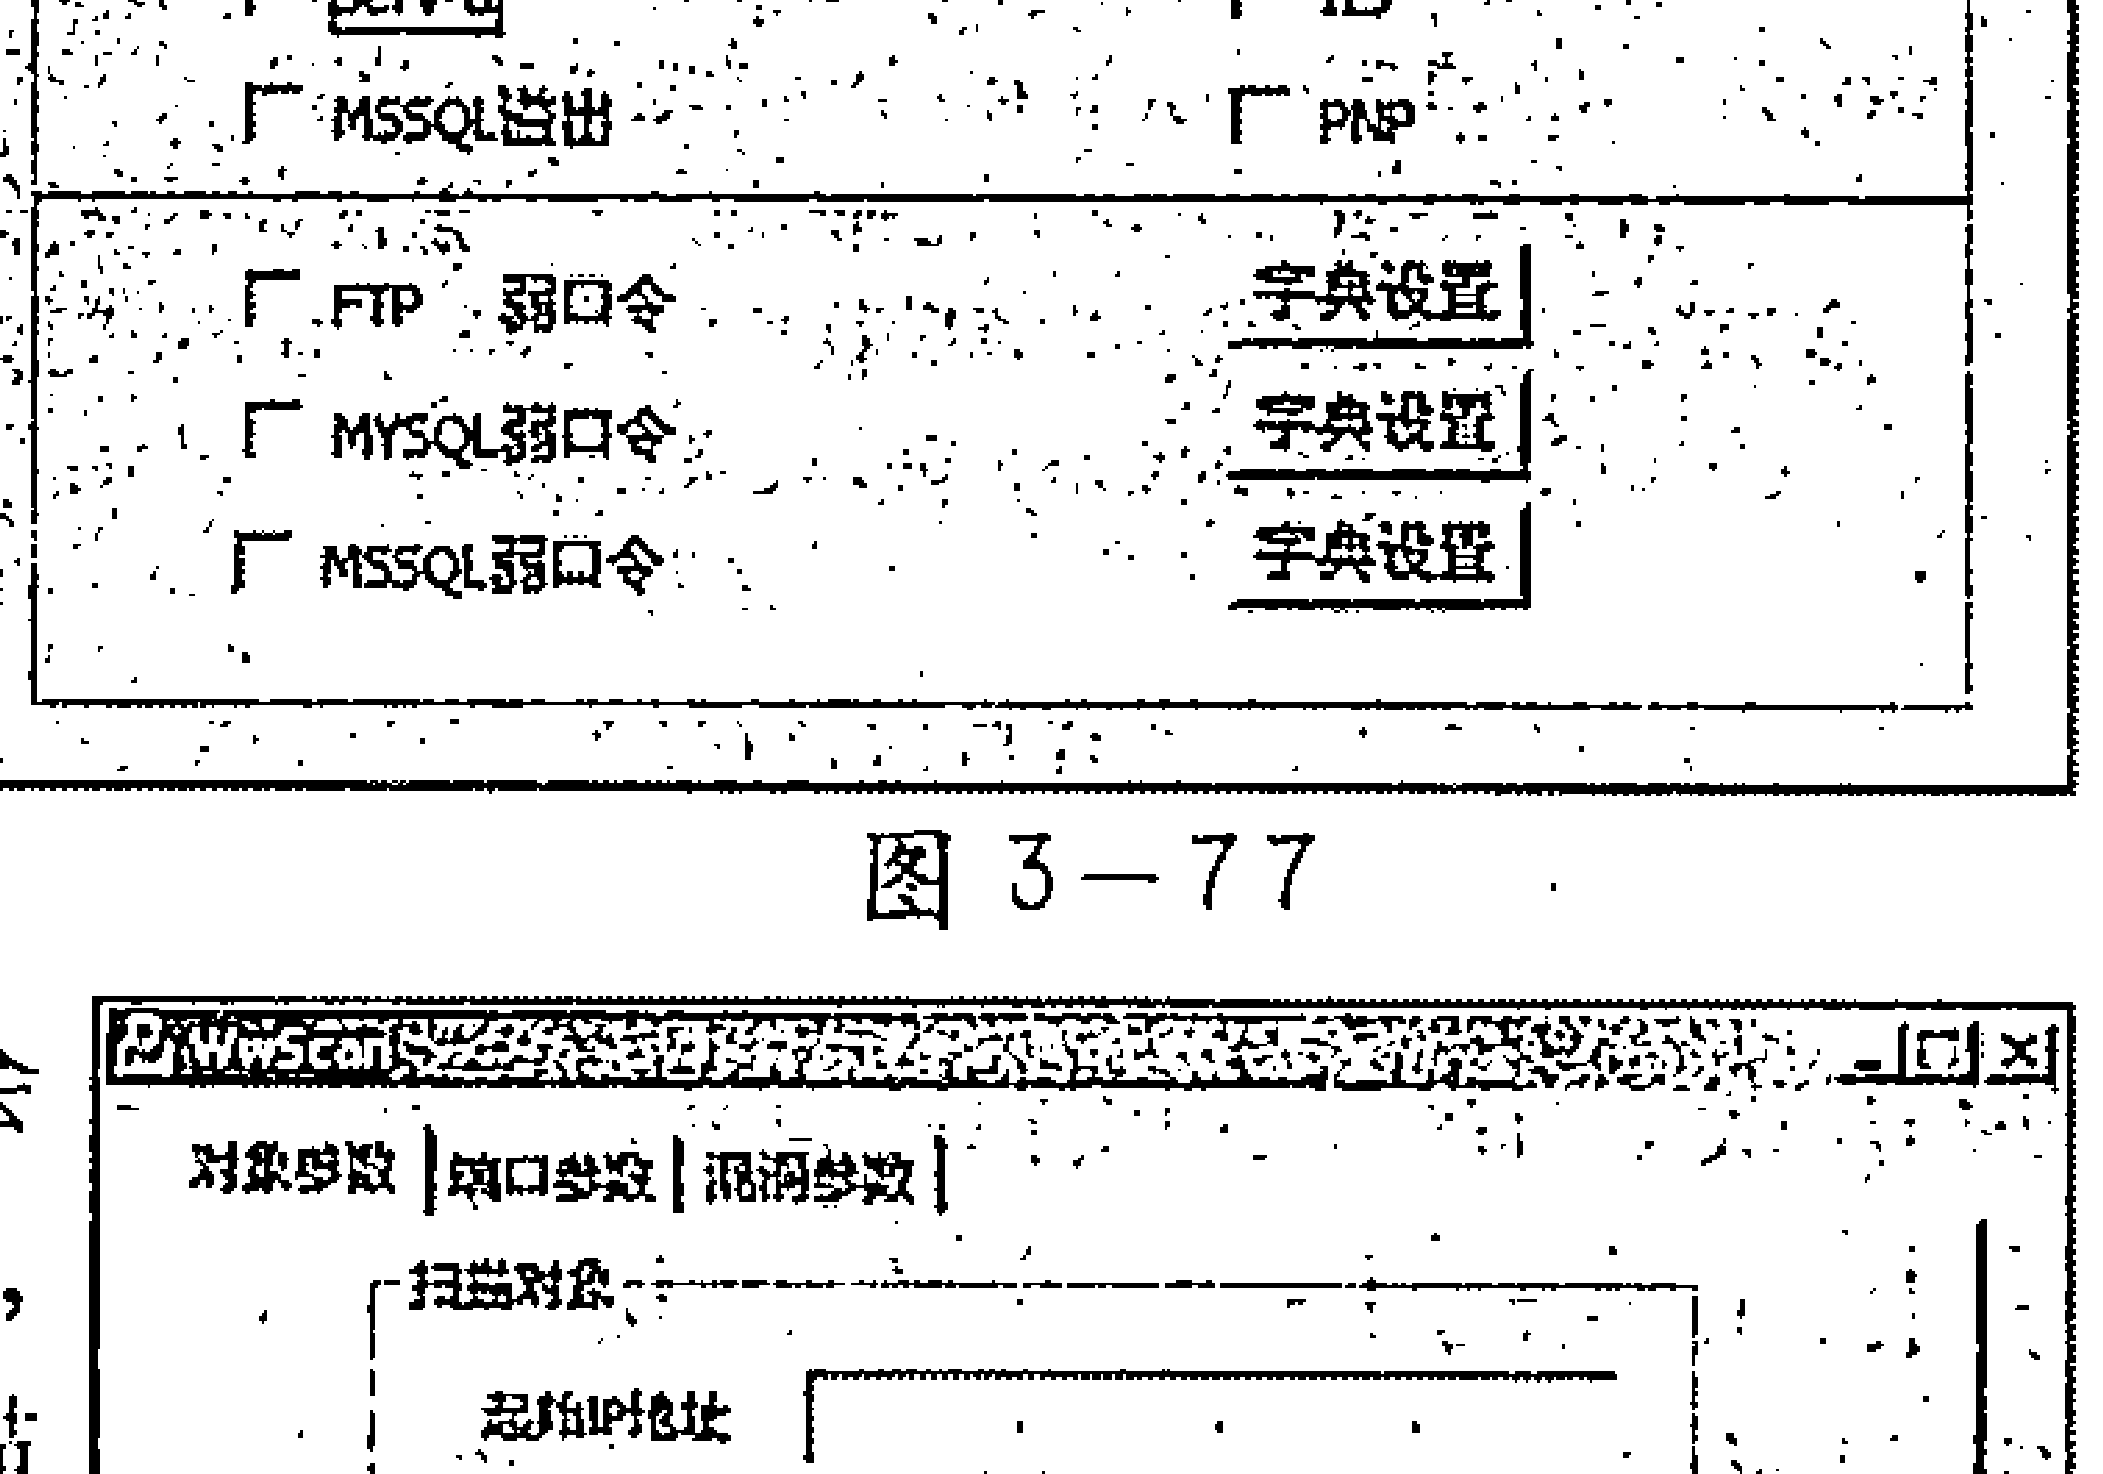 Serv-U
MSSQL溢出 PNP
FTP 弱口令 字典设置
MYSQL弱口令 字典设置
MSSQL弱口令 字典设置
图 3—77
WwScan
对象参数 端口参数 漏洞参数
扫描对象
起始IP地址